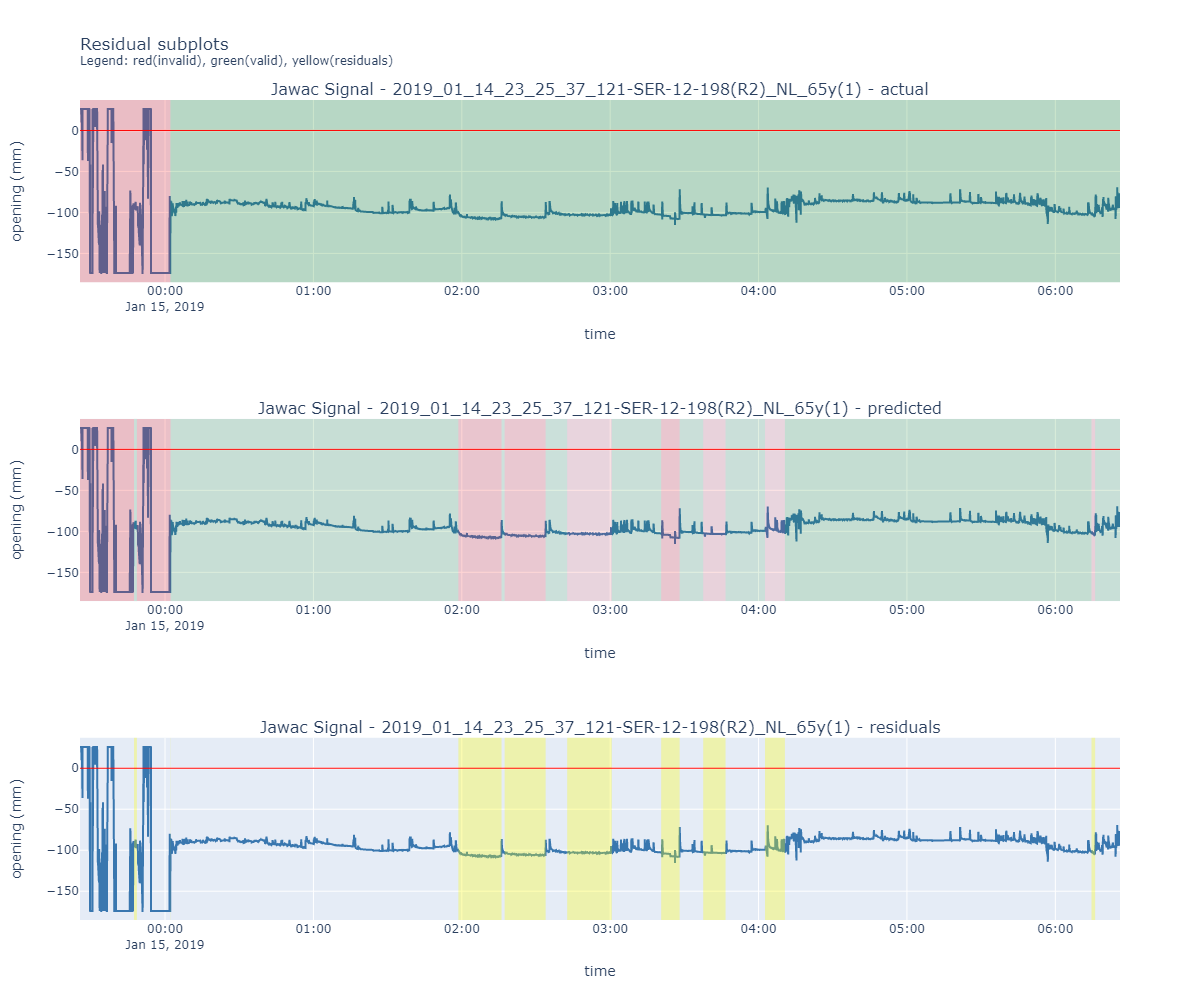 Residual subplots
Legend: red(invalid), green(valid), yellow(residuals)
Jawac Signal - 2019_01_14_23_25_37_121-SER-12-198(R2)_NL_65y(1) - actual
opening (mm)
0
−50
−100
−150
00:00 01:00 02:00 03:00 04:00 05:00 06:00
Jan 15, 2019
time
Jawac Signal - 2019_01_14_23_25_37_121-SER-12-198(R2)_NL_65y(1) - predicted
opening (mm)
0
−50
−100
−150
00:00 01:00 02:00 03:00 04:00 05:00 06:00
Jan 15, 2019
time
Jawac Signal - 2019_01_14_23_25_37_121-SER-12-198(R2)_NL_65y(1) - residuals
opening (mm)
0
−50
−100
−150
00:00 01:00 02:00 03:00 04:00 05:00 06:00
Jan 15, 2019
time